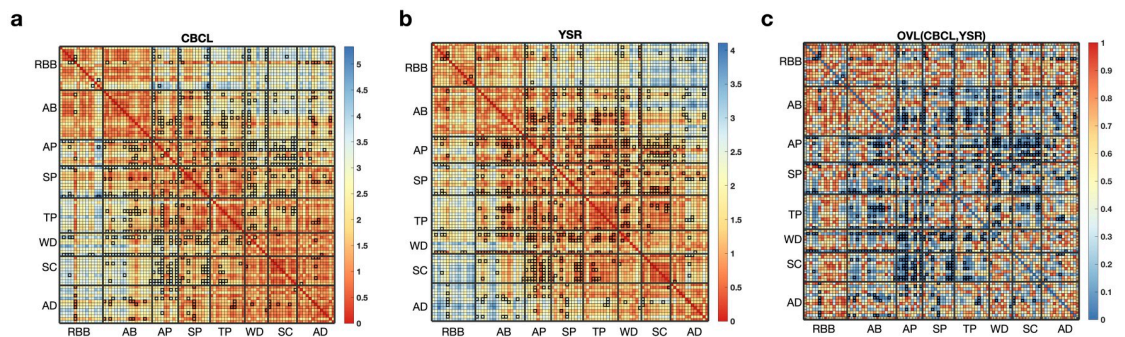 a
CBCL
RBB
AB
AP
SP
TP
WD
SC
AD
RBB AB AP SP TP WD SC AD
5
4.5
4
3.5
3
2.5
2
1.5
1
0.5
0
b
YSR
RBB
AB
AP
SP
TP
WD
SC
AD
RBB AB AP SP TP WD SC AD
4
3.5
3
2.5
2
1.5
1
0.5
0
c
OVL(CBCL,YSR)
RBB
AB
AP
SP
TP
WD
SC
AD
RBB AB AP SP TP WD SC AD
1
0.9
0.8
0.7
0.6
0.5
0.4
0.3
0.2
0.1
0